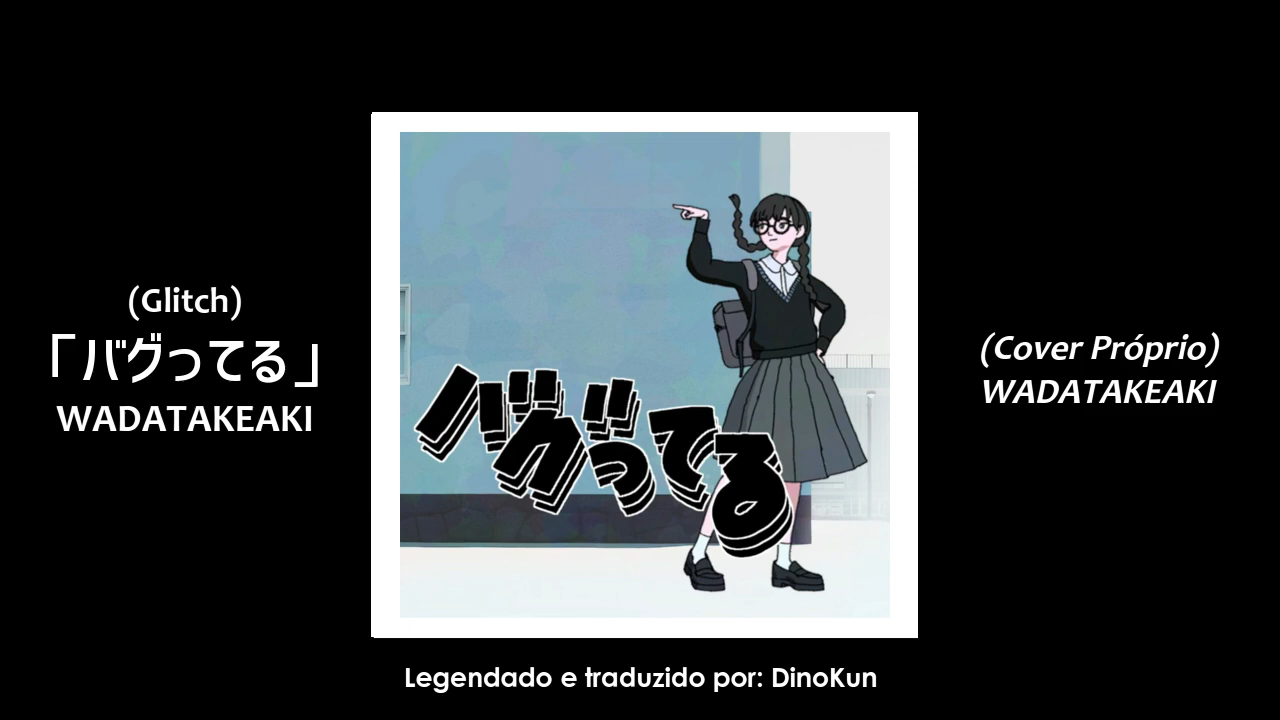 (Glitch)
「バグってる」
WADATAKEAKI
バグってる
(Cover Próprio)
WADATAKEAKI
Legendado e traduzido por: DinoKun